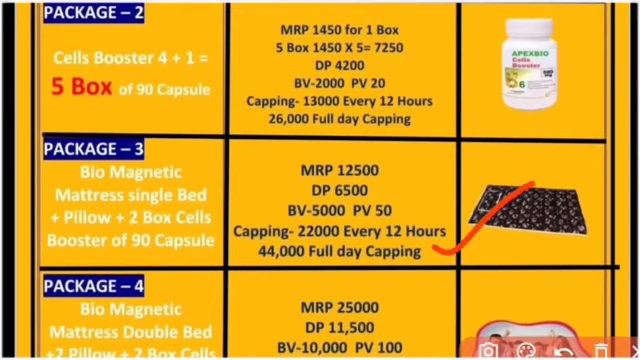 PACKAGE - 2
Cells Booster 4 + 1 =
5 Box of 90 Capsule
MRP 1450 for 1 Box
5 Box 1450 X 5= 7250
DP 4200
BV-2000 PV 20
Capping- 13000 Every 12 Hours
26,000 Full day Capping
APEXBIO
Cells
Booster
6
PACKAGE - 3
Bio Magnetic
Mattress single Bed
+ Pillow + 2 Box Cells
Booster of 90 Capsule
MRP 12500
DP 6500
BV-5000 PV 50
Capping- 22000 Every 12 Hours
44,000 Full day Capping
PACKAGE - 4
Bio Magnetic
Mattress Double Bed
+2 Pillow + 2 Box Cells
MRP 25000
DP 11,500
BV-10,000 PV 100